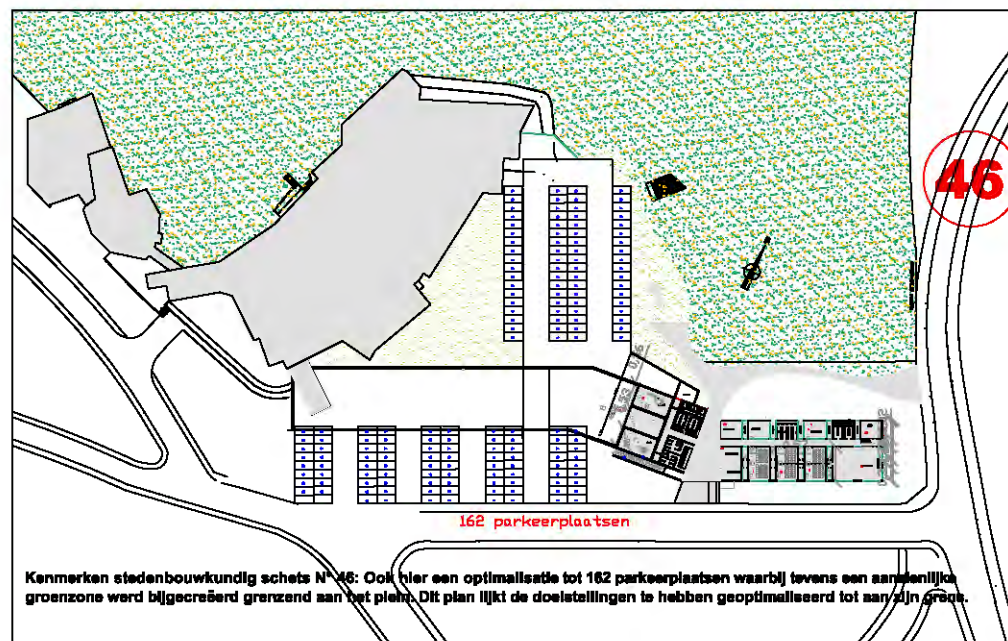 46
162 parkeerplaatsen
Kenmerken stedenbouwkundig schets N° 46: Ook hier een optimalisatie tot 162 parkeerplaatsen waarbij tevens een aanzienlijke
groenzone werd bijgecreëerd grenzend aan het plein. Dit plan lijkt de doelstellingen te hebben geoptimaliseerd tot aan zijn grens.